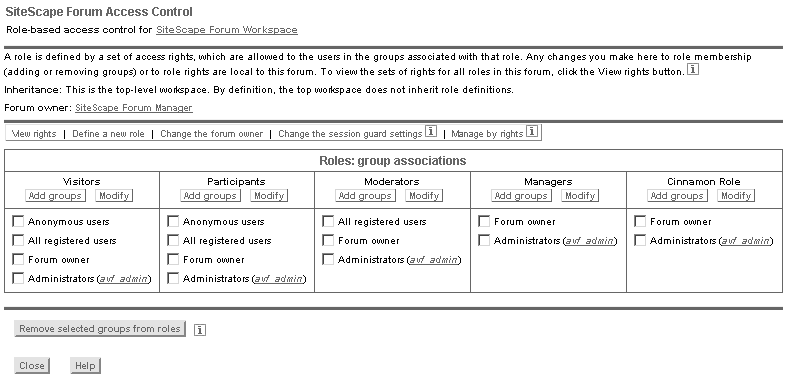 SiteScape Forum Access Control
Role-based access control for SiteScape Forum Workspace
A role is defined by a set of access rights, which are allowed to the users in the groups associated with that role. Any changes you make here to role membership
(adding or removing groups) or to role rights are local to this forum. To view the sets of rights for all roles in this forum, click the View rights button. i
Inheritance: This is the top-level workspace. By definition, the top workspace does not inherit role definitions.
Forum owner: SiteScape Forum Manager
View rights | Define a new role | Change the forum owner | Change the session guard settings i | Manage by rights i
Roles: group associations
Visitors Participants Moderators Managers Cinnamon Role
Add groups Modify Add groups Modify Add groups Modify Add groups Modify Add groups Modify
Anonymous users Anonymous users All registered users Forum owner Forum owner
All registered users All registered users Forum owner Administrators (avf_admin) Administrators (avf_admin)
Forum owner Forum owner Administrators (avf_admin)
Administrators (avf_admin) Administrators (avf_admin)
Remove selected groups from roles i
Close Help